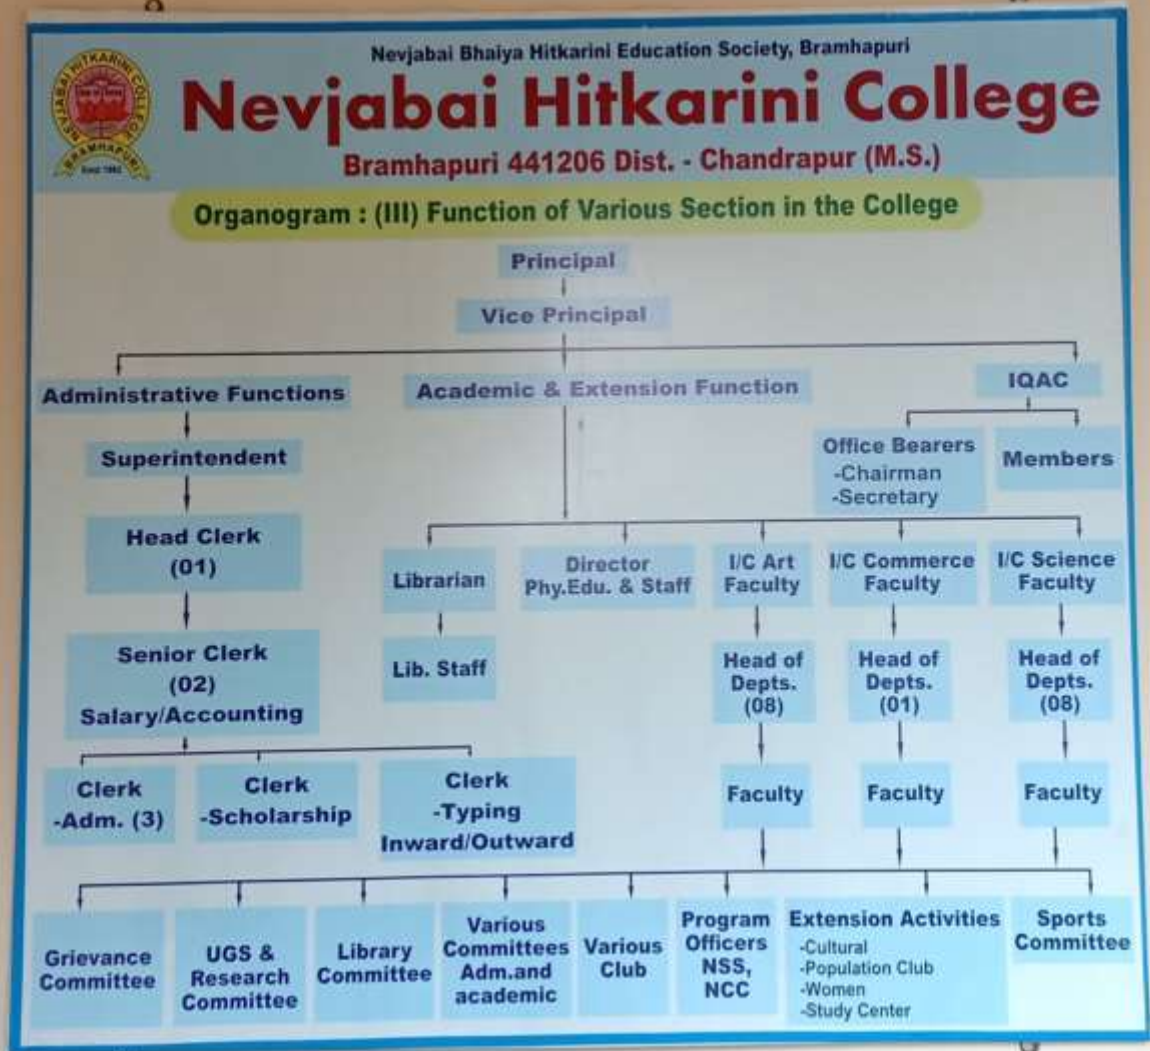 Nevjabai Bhaiya Hitkarini Education Society, Bramhapuri
Nevjabai Hitkarini College
NEVJABAI HITKARINI COLLEGE
BRAMHAPURI
Bramhapuri 441206 Dist. - Chandrapur (M.S.)
Organogram : (III) Function of Various Section in the College
Principal
Vice Principal
Administrative Functions
Academic & Extension Function
IQAC
Superintendent
Office Bearers
-Chairman
-Secretary
Members
Head Clerk
(01)
Librarian
Director
Phy.Edu. & Staff
I/C Art
Faculty
I/C Commerce
Faculty
I/C Science
Faculty
Senior Clerk
(02)
Salary/Accounting
Lib. Staff
Head of
Depts.
(08)
Head of
Depts.
(01)
Head of
Depts.
(08)
Clerk
-Adm. (3)
Clerk
-Scholarship
Clerk
-Typing
Inward/Outward
Faculty
Faculty
Faculty
Grievance
Committee
UGS &
Research
Committee
Library
Committee
Various
Committees
Adm.and
academic
Various
Club
Program
Officers
NSS,
NCC
Extension Activities
-Cultural
-Population Club
-Women
-Study Center
Sports
Committee